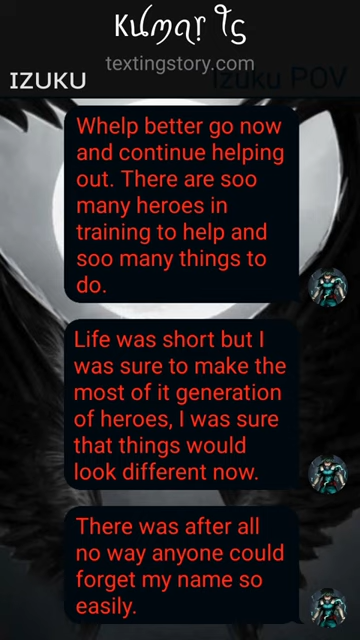 Kumar Ts
textingstory.com
IZUKU
Izuku POV
Whelp better go now
and continue helping
out. There are soo
many heroes in
training to help and
soo many things to
do.
Life was short but I
was sure to make the
most of it generation
of heroes, I was sure
that things would
look different now.
There was after all
no way anyone could
forget my name so
easily.